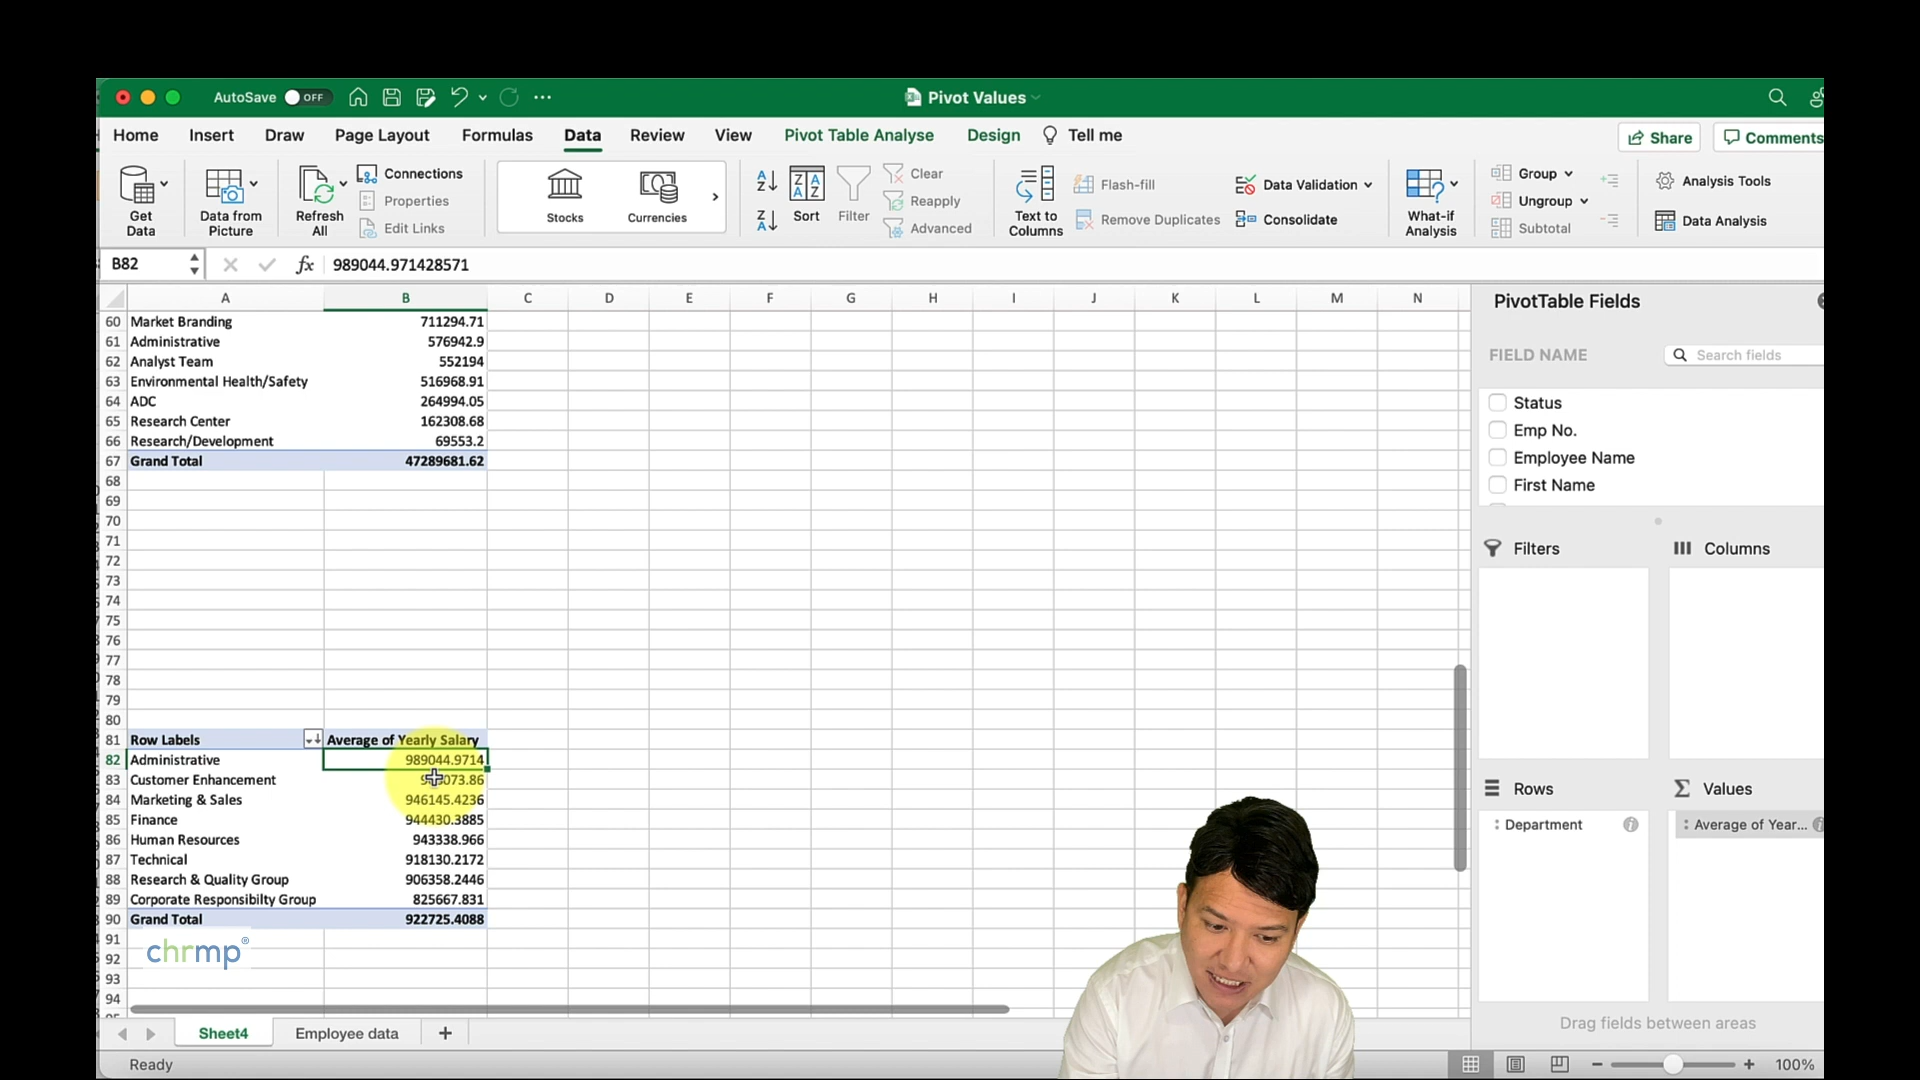 AutoSave OFF
Pivot Values
Home Insert Draw Page Layout Formulas Data Review View Pivot Table Analyse Design Tell me
Share Comments
Get Data
Data from Picture
Refresh All
Connections
Properties
Edit Links
Stocks
Currencies
Sort
Filter
Clear
Reapply
Advanced
Text to Columns
Flash-fill
Remove Duplicates
Data Validation
Consolidate
What-if Analysis
Group
Ungroup
Subtotal
Analysis Tools
Data Analysis
B82 fx 989044.971428571
A B C D E F G H I J K L M N
60 Market Branding 711294.71
61 Administrative 576942.9
62 Analyst Team 552194
63 Environmental Health/Safety 516968.91
64 ADC 264994.05
65 Research Center 162308.68
66 Research/Development 69553.2
67 Grand Total 47289681.62
68
69
70
71
72
73
74
75
76
77
78
79
80
81 Row Labels Average of Yearly Salary
82 Administrative 989044.9714
83 Customer Enhancement
84 Marketing & Sales 946145.4236
85 Finance 944430.3885
86 Human Resources 943338.966
87 Technical 918130.2172
88 Research & Quality Group 906358.2446
89 Corporate Responsibilty Group 825667.831
90 Grand Total 922725.4088
91
92
93
94
chrmp®
PivotTable Fields
FIELD NAME
Search fields
Status
Emp No.
Employee Name
First Name
Filters
Columns
Rows
Values
Department
Average of Year...
Drag fields between areas
Sheet4 Employee data +
Ready
100%